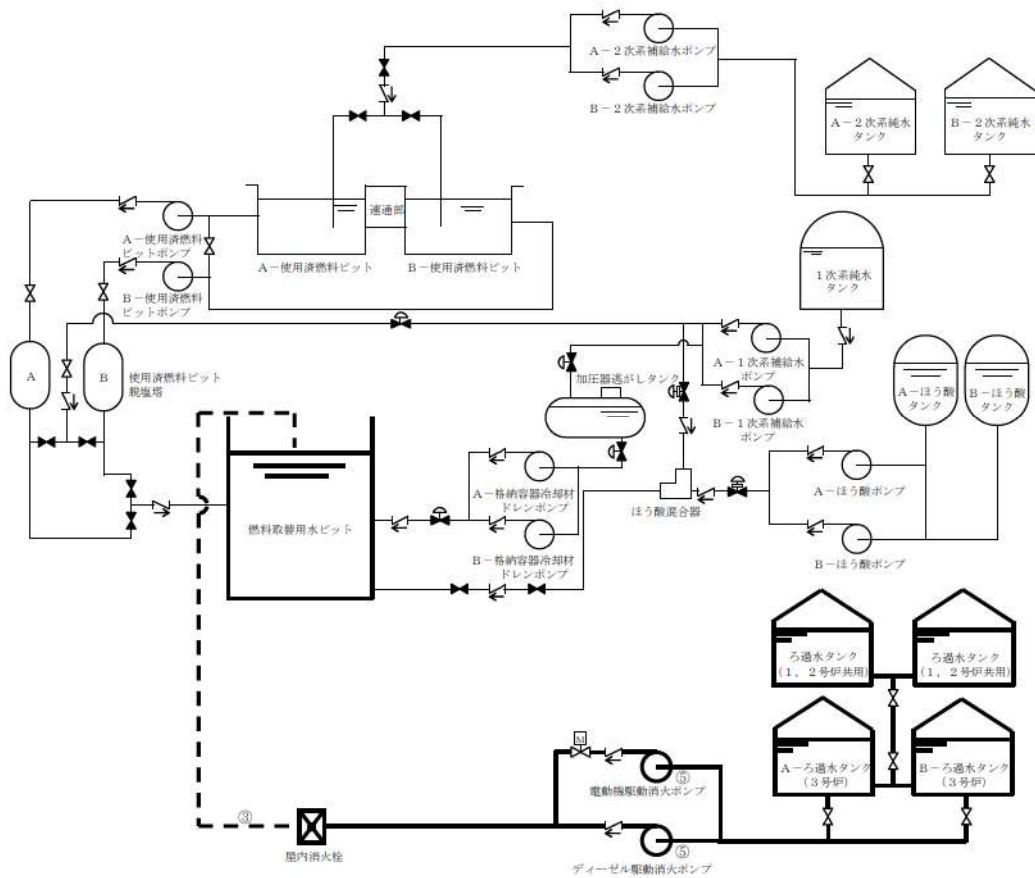 A-2次系補給水ポンプ
B-2次系補給水ポンプ
A-2次系純水
タンク
B-2次系純水
タンク
連通部
A-使用済燃料
ピットポンプ
A-使用済燃料ピット
B-使用済燃料ピット
B-使用済燃料
ピットポンプ
1次系純水
タンク
A
B
使用済燃料ピット
脱塩塔
加圧器逃がしタンク
A-1次系補給水
ポンプ
B-1次系補給水
ポンプ
A-ほう酸
タンク
B-ほう酸
タンク
A-格納容器冷却材
ドレンポンプ
ほう酸混合器
A-ほう酸ポンプ
燃料取替用水ピット
B-格納容器冷却材
ドレンポンプ
B-ほう酸ポンプ
ろ過水タンク
(1,2号炉共用)
ろ過水タンク
(1,2号炉共用)
M
A-ろ過水タンク
(3号炉)
B-ろ過水タンク
(3号炉)
⑤
電動機駆動消火ポンプ
③
屋内消火栓
⑤
ディーゼル駆動消火ポンプ